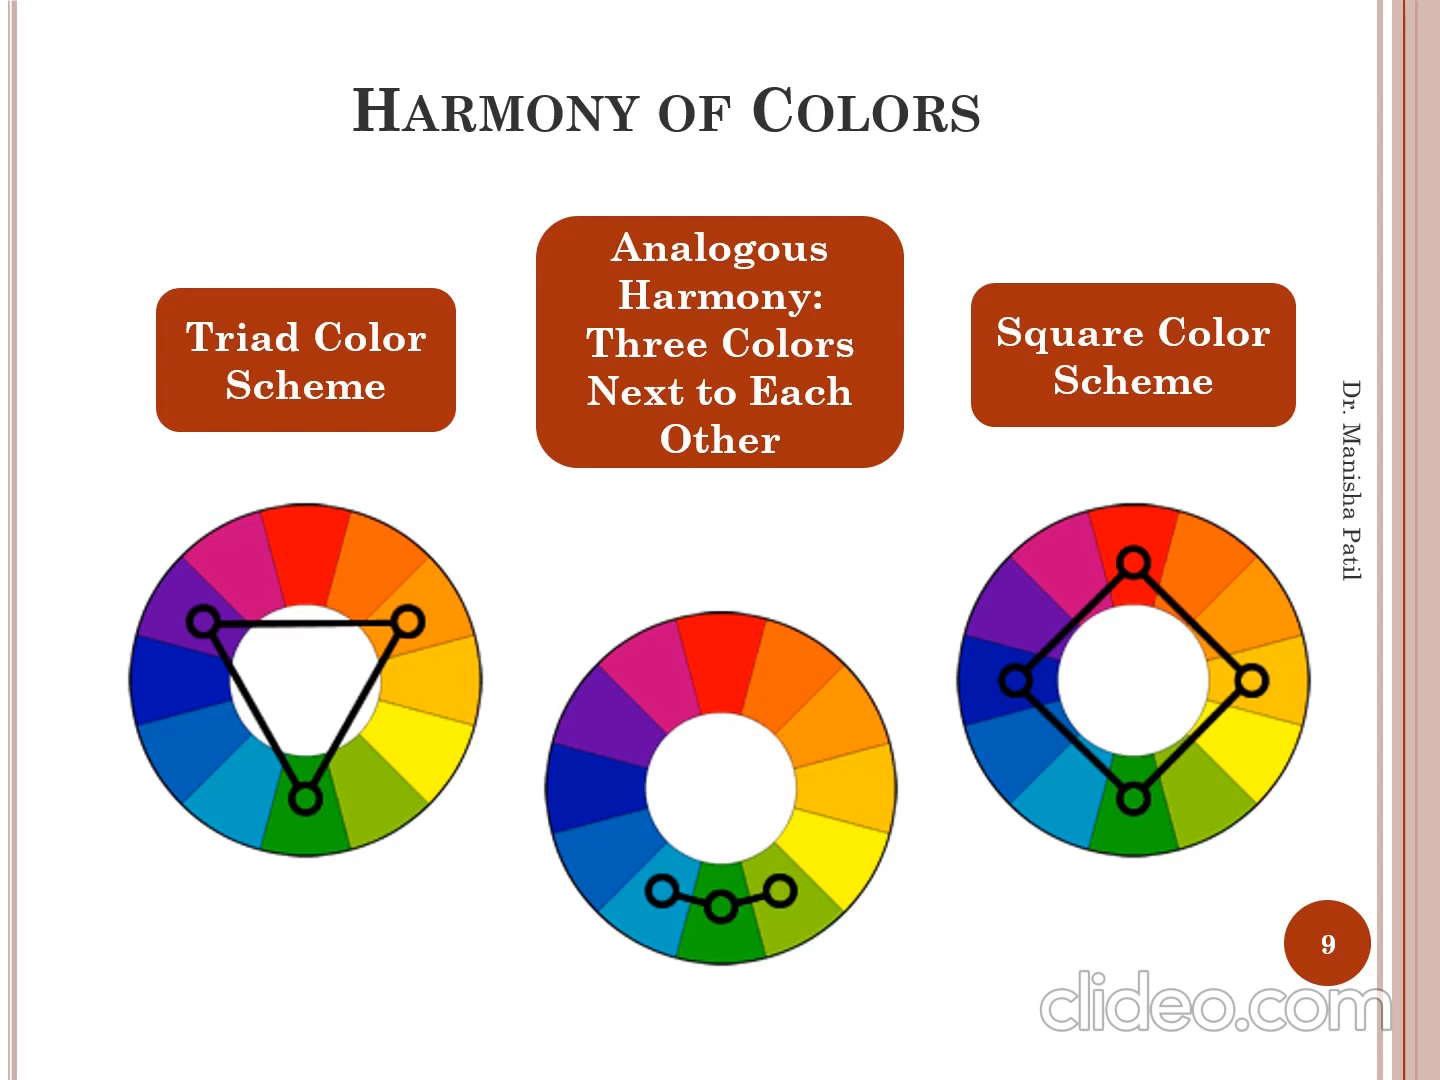 Harmony of Colors
Triad Color
Scheme
Analogous
Harmony:
Three Colors
Next to Each
Other
Square Color
Scheme
Dr. Manisha Patil
9
clideo.com